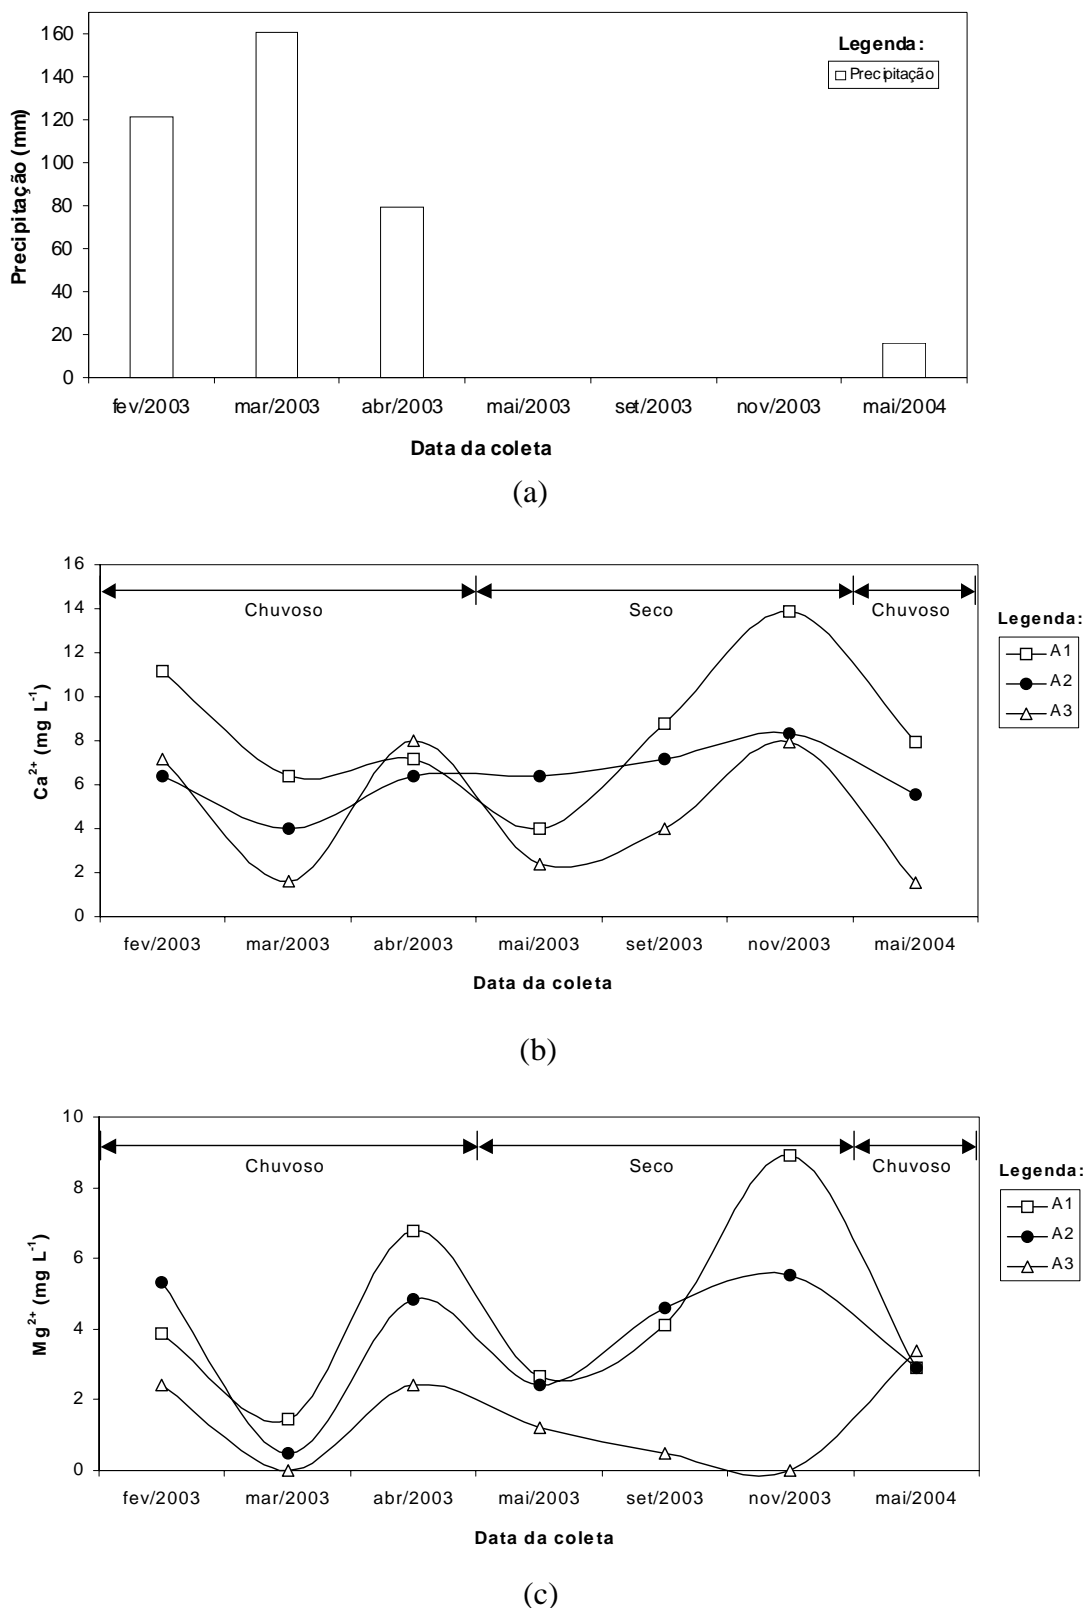 160
140
120
100
80
60
40
20
0
Precipitação (mm)
Legenda:
Precipitação
fev/2003 mar/2003 abr/2003 mai/2003 set/2003 nov/2003 mai/2004
Data da coleta
(a)
16
14
12
10
8
6
4
2
0
Ca²⁺ (mg L⁻¹)
Chuvoso Seco Chuvoso
Legenda:
A1
A2
A3
fev/2003 mar/2003 abr/2003 mai/2003 set/2003 nov/2003 mai/2004
Data da coleta
(b)
10
8
6
4
2
0
Mg²⁺ (mg L⁻¹)
Chuvoso Seco Chuvoso
Legenda:
A1
A2
A3
fev/2003 mar/2003 abr/2003 mai/2003 set/2003 nov/2003 mai/2004
Data da coleta
(c)